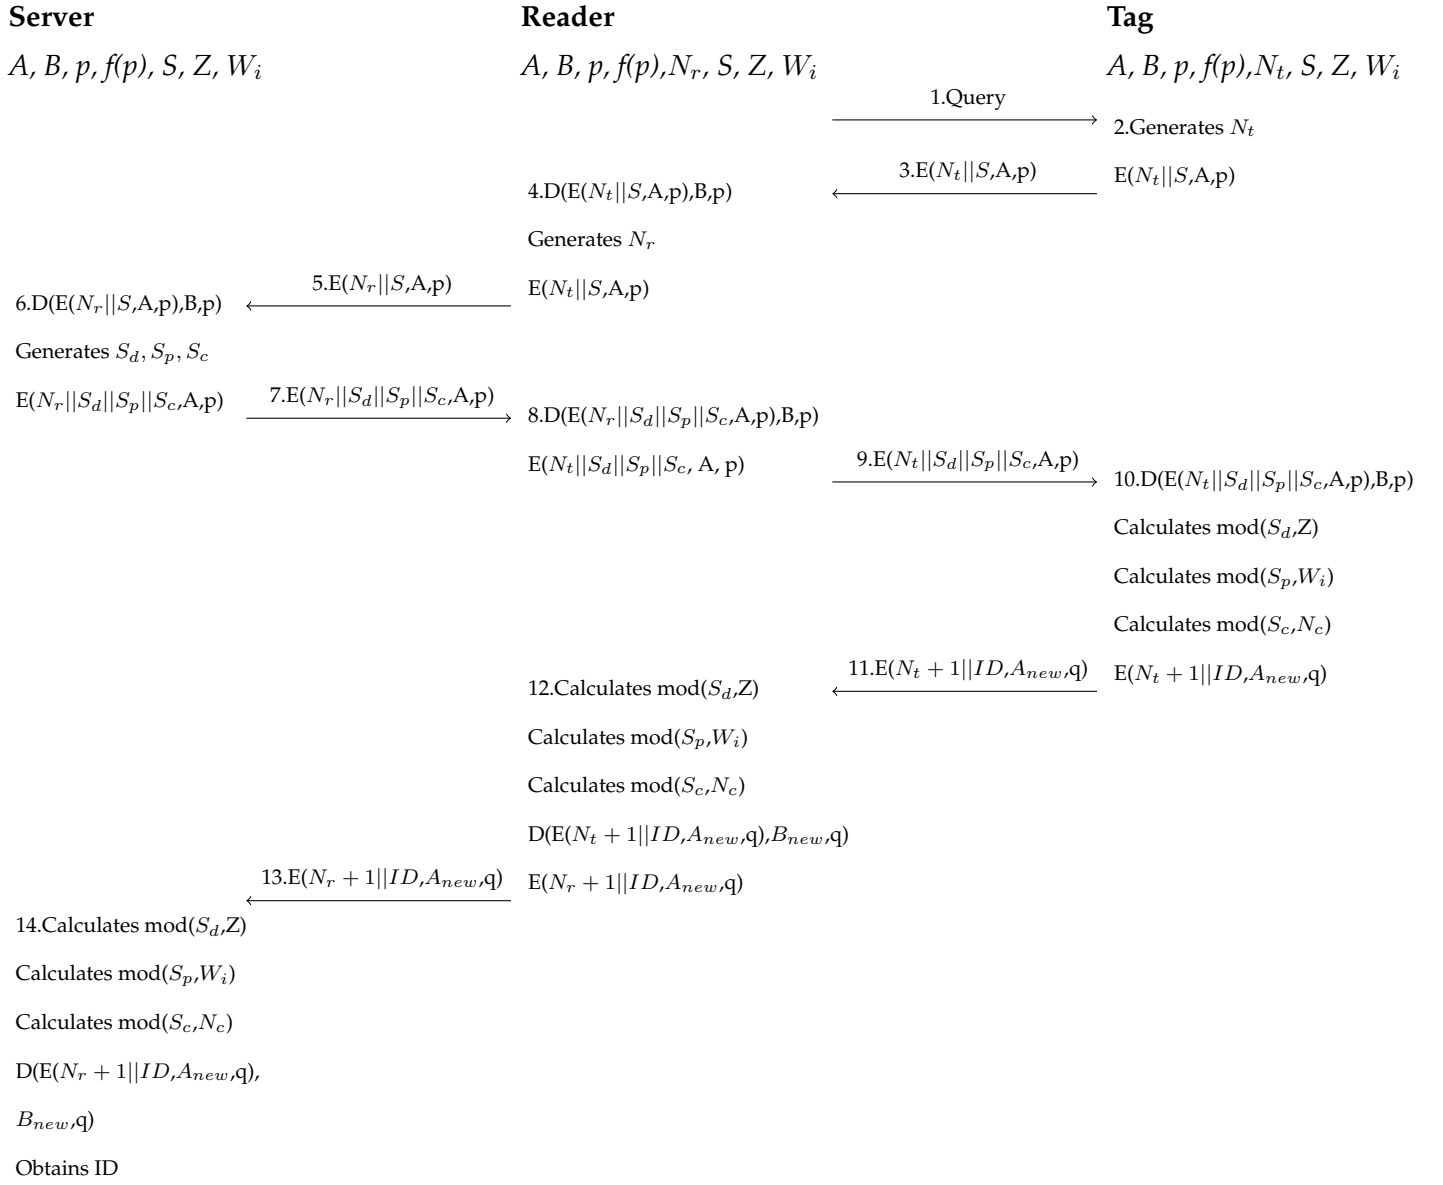 Server Reader Tag
A, B, p, f(p), S, Z, W_i A, B, p, f(p),N_r, S, Z, W_i A, B, p, f(p),N_t, S, Z, W_i
1.Query
2.Generates N_t
E(N_t||S,A,p)
3.E(N_t||S,A,p)
4.D(E(N_t||S,A,p),B,p)
Generates N_r
E(N_t||S,A,p)
5.E(N_r||S,A,p)
6.D(E(N_r||S,A,p),B,p)
Generates S_d, S_p, S_c
E(N_r||S_d||S_p||S_c,A,p)
7.E(N_r||S_d||S_p||S_c,A,p)
8.D(E(N_r||S_d||S_p||S_c,A,p),B,p)
E(N_t||S_d||S_p||S_c, A, p)
9.E(N_t||S_d||S_p||S_c,A,p)
10.D(E(N_t||S_d||S_p||S_c,A,p),B,p)
Calculates mod(S_d,Z)
Calculates mod(S_p,W_i)
Calculates mod(S_c,N_c)
E(N_t + 1||ID,A_new,q)
11.E(N_t + 1||ID,A_new,q)
12.Calculates mod(S_d,Z)
Calculates mod(S_p,W_i)
Calculates mod(S_c,N_c)
D(E(N_t + 1||ID,A_new,q),B_new,q)
E(N_r + 1||ID,A_new,q)
13.E(N_r + 1||ID,A_new,q)
14.Calculates mod(S_d,Z)
Calculates mod(S_p,W_i)
Calculates mod(S_c,N_c)
D(E(N_r + 1||ID,A_new,q),
B_new,q)
Obtains ID